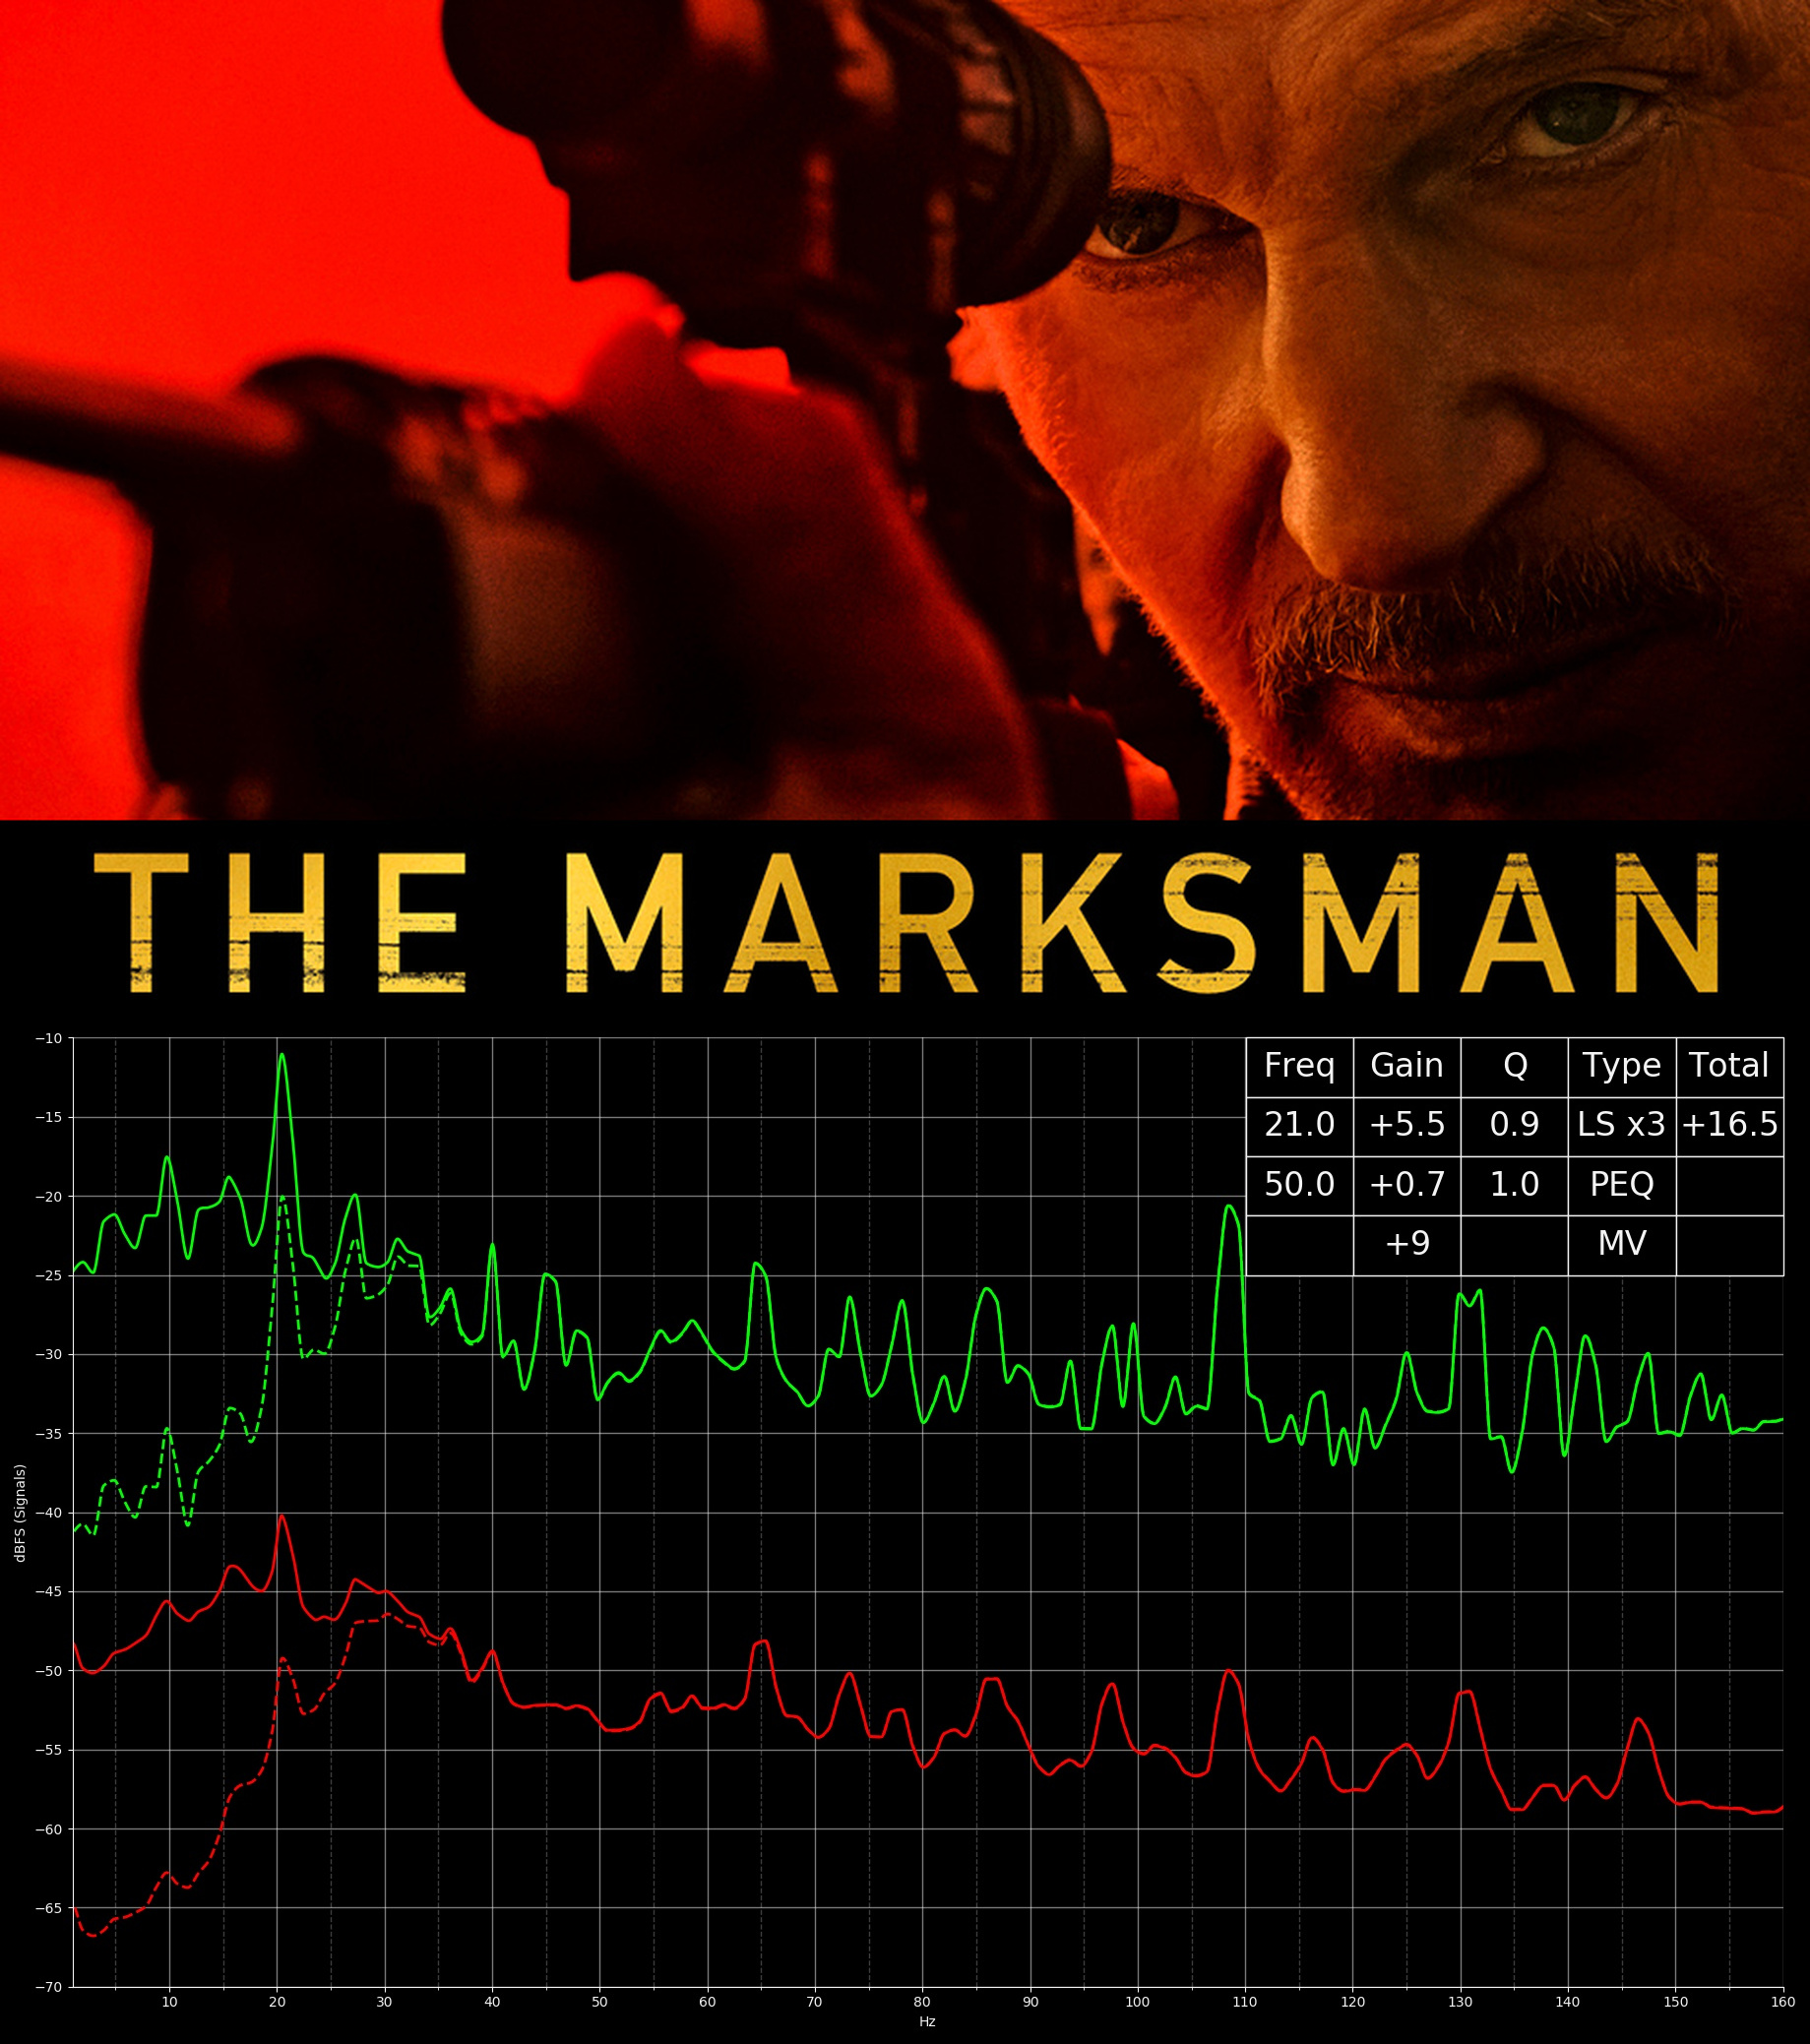 THE MARKSMAN
Freq Gain Q Type Total
21.0 +5.5 0.9 LS x3 +16.5
50.0 +0.7 1.0 PEQ
+9 MV
−10
−15
−20
−25
−30
−35
−40
−45
−50
−55
−60
−65
−70
dBFS (Signals)
10 20 30 40 50 60 70 80 90 100 110 120 130 140 150 160
Hz